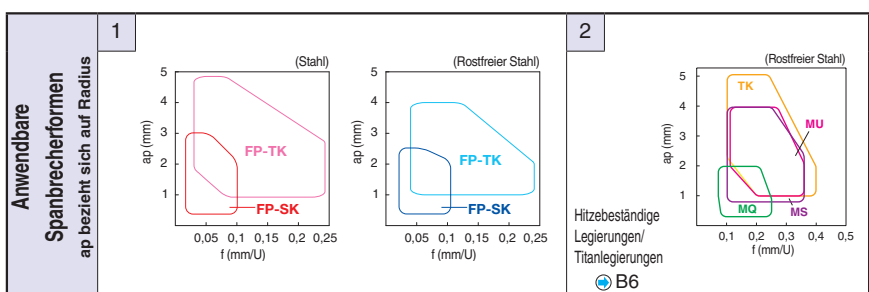 Anwendbare
Spanbrecherformen
ap bezieht sich auf Radius
1
(Stahl)
ap (mm)
5
4
3
2
1
FP-TK
FP-SK
0,05 0,1 0,15 0,2 0,25
f (mm/U)
(Rostfreier Stahl)
ap (mm)
5
4
3
2
1
FP-TK
FP-SK
0,05 0,1 0,15 0,2 0,25
f (mm/U)
2
(Rostfreier Stahl)
ap (mm)
5
4
3
2
1
TK
MU
MQ
MS
0,1 0,2 0,3 0,4 0,5
f (mm/U)
Hitzebeständige
Legierungen/
Titanlegierungen
B6